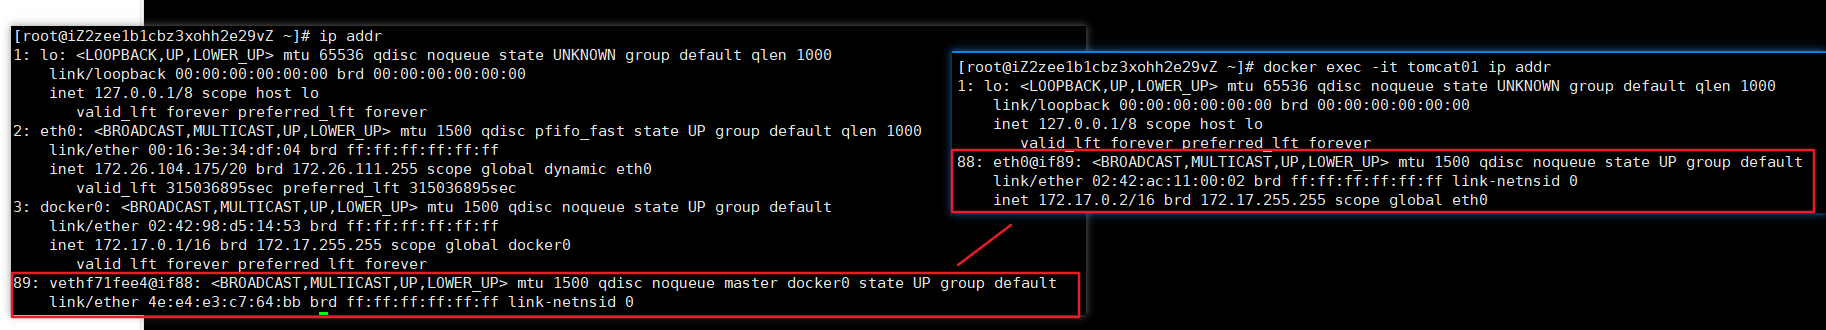 [root@iZ2zee1b1cbz3xohh2e29vZ ~]# ip addr
1: lo: <LOOPBACK,UP,LOWER_UP> mtu 65536 qdisc noqueue state UNKNOWN group default qlen 1000
link/loopback 00:00:00:00:00:00 brd 00:00:00:00:00:00
inet 127.0.0.1/8 scope host lo
valid_lft forever preferred_lft forever
2: eth0: <BROADCAST,MULTICAST,UP,LOWER_UP> mtu 1500 qdisc pfifo_fast state UP group default qlen 1000
link/ether 00:16:3e:34:df:04 brd ff:ff:ff:ff:ff:ff
inet 172.26.104.175/20 brd 172.26.111.255 scope global dynamic eth0
valid_lft 315036895sec preferred_lft 315036895sec
3: docker0: <BROADCAST,MULTICAST,UP,LOWER_UP> mtu 1500 qdisc noqueue state UP group default
link/ether 02:42:98:d5:14:53 brd ff:ff:ff:ff:ff:ff
inet 172.17.0.1/16 brd 172.17.255.255 scope global docker0
valid_lft forever preferred_lft forever
89: vethf71fee4@if88: <BROADCAST,MULTICAST,UP,LOWER_UP> mtu 1500 qdisc noqueue master docker0 state UP group default
link/ether 4e:e4:e3:c7:64:bb brd ff:ff:ff:ff:ff:ff link-netnsid 0
[root@iZ2zee1b1cbz3xohh2e29vZ ~]# docker exec -it tomcat01 ip addr
1: lo: <LOOPBACK,UP,LOWER_UP> mtu 65536 qdisc noqueue state UNKNOWN group default qlen 1000
link/loopback 00:00:00:00:00:00 brd 00:00:00:00:00:00
inet 127.0.0.1/8 scope host lo
valid_lft forever preferred_lft forever
88: eth0@if89: <BROADCAST,MULTICAST,UP,LOWER_UP> mtu 1500 qdisc noqueue state UP group default
link/ether 02:42:ac:11:00:02 brd ff:ff:ff:ff:ff:ff link-netnsid 0
inet 172.17.0.2/16 brd 172.17.255.255 scope global eth0